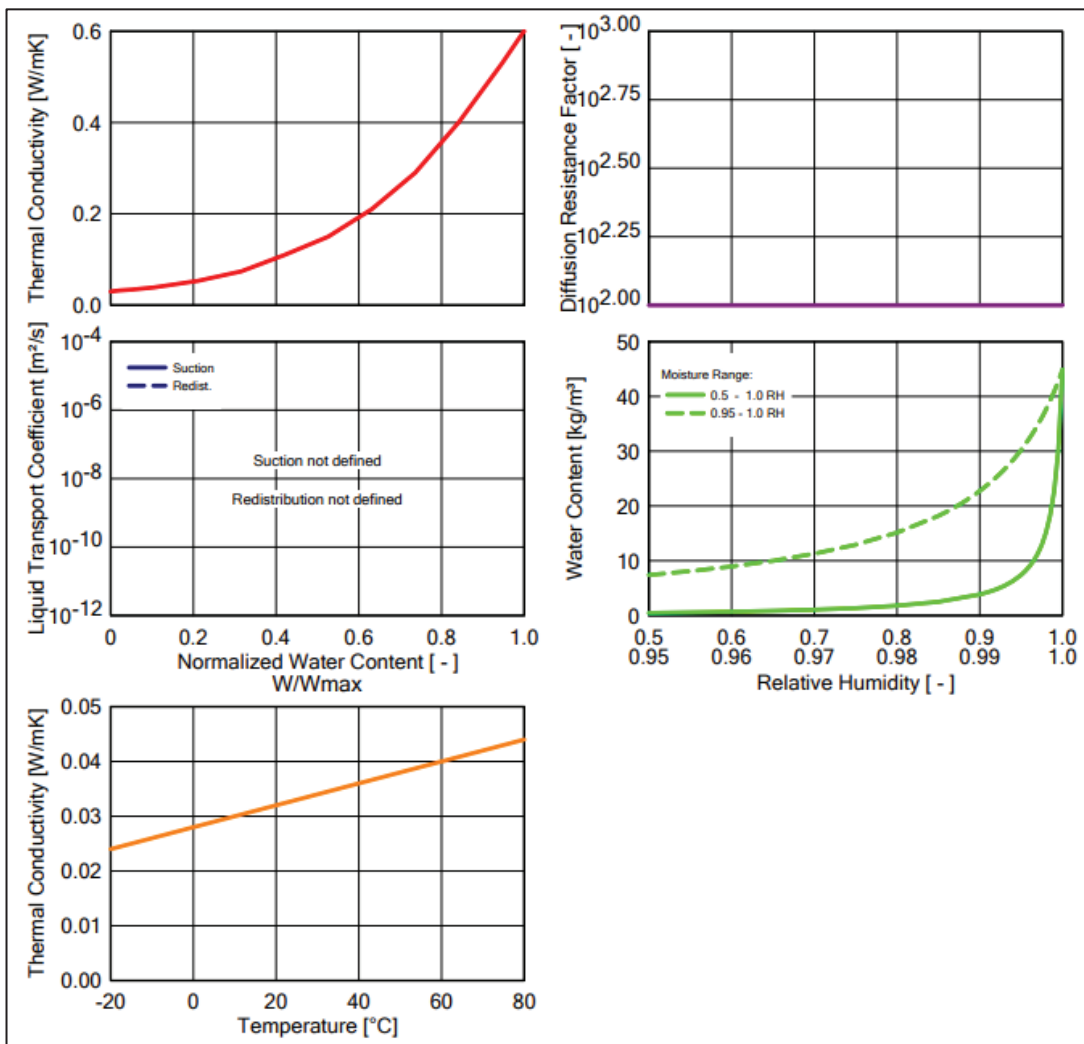 Thermal Conductivity [W/mK]
0.6
0.4
0.2
0.0
Diffusion Resistance Factor [ - ]
10^3.00
10^2.75
10^2.50
10^2.25
10^2.00
Liquid Transport Coefficient [m²/s]
10^-4
10^-6
10^-8
10^-10
10^-12
Suction
Redist.
Suction not defined
Redistribution not defined
0 0.2 0.4 0.6 0.8 1.0
Normalized Water Content [ - ]
W/Wmax
Water Content [kg/m³]
50
40
30
20
10
0
Moisture Range:
0.5 - 1.0 RH
0.95 - 1.0 RH
0.5 0.6 0.7 0.8 0.9 1.0
0.95 0.96 0.97 0.98 0.99 1.0
Relative Humidity [ - ]
Thermal Conductivity [W/mK]
0.05
0.04
0.03
0.02
0.01
0.00
-20 0 20 40 60 80
Temperature [°C]